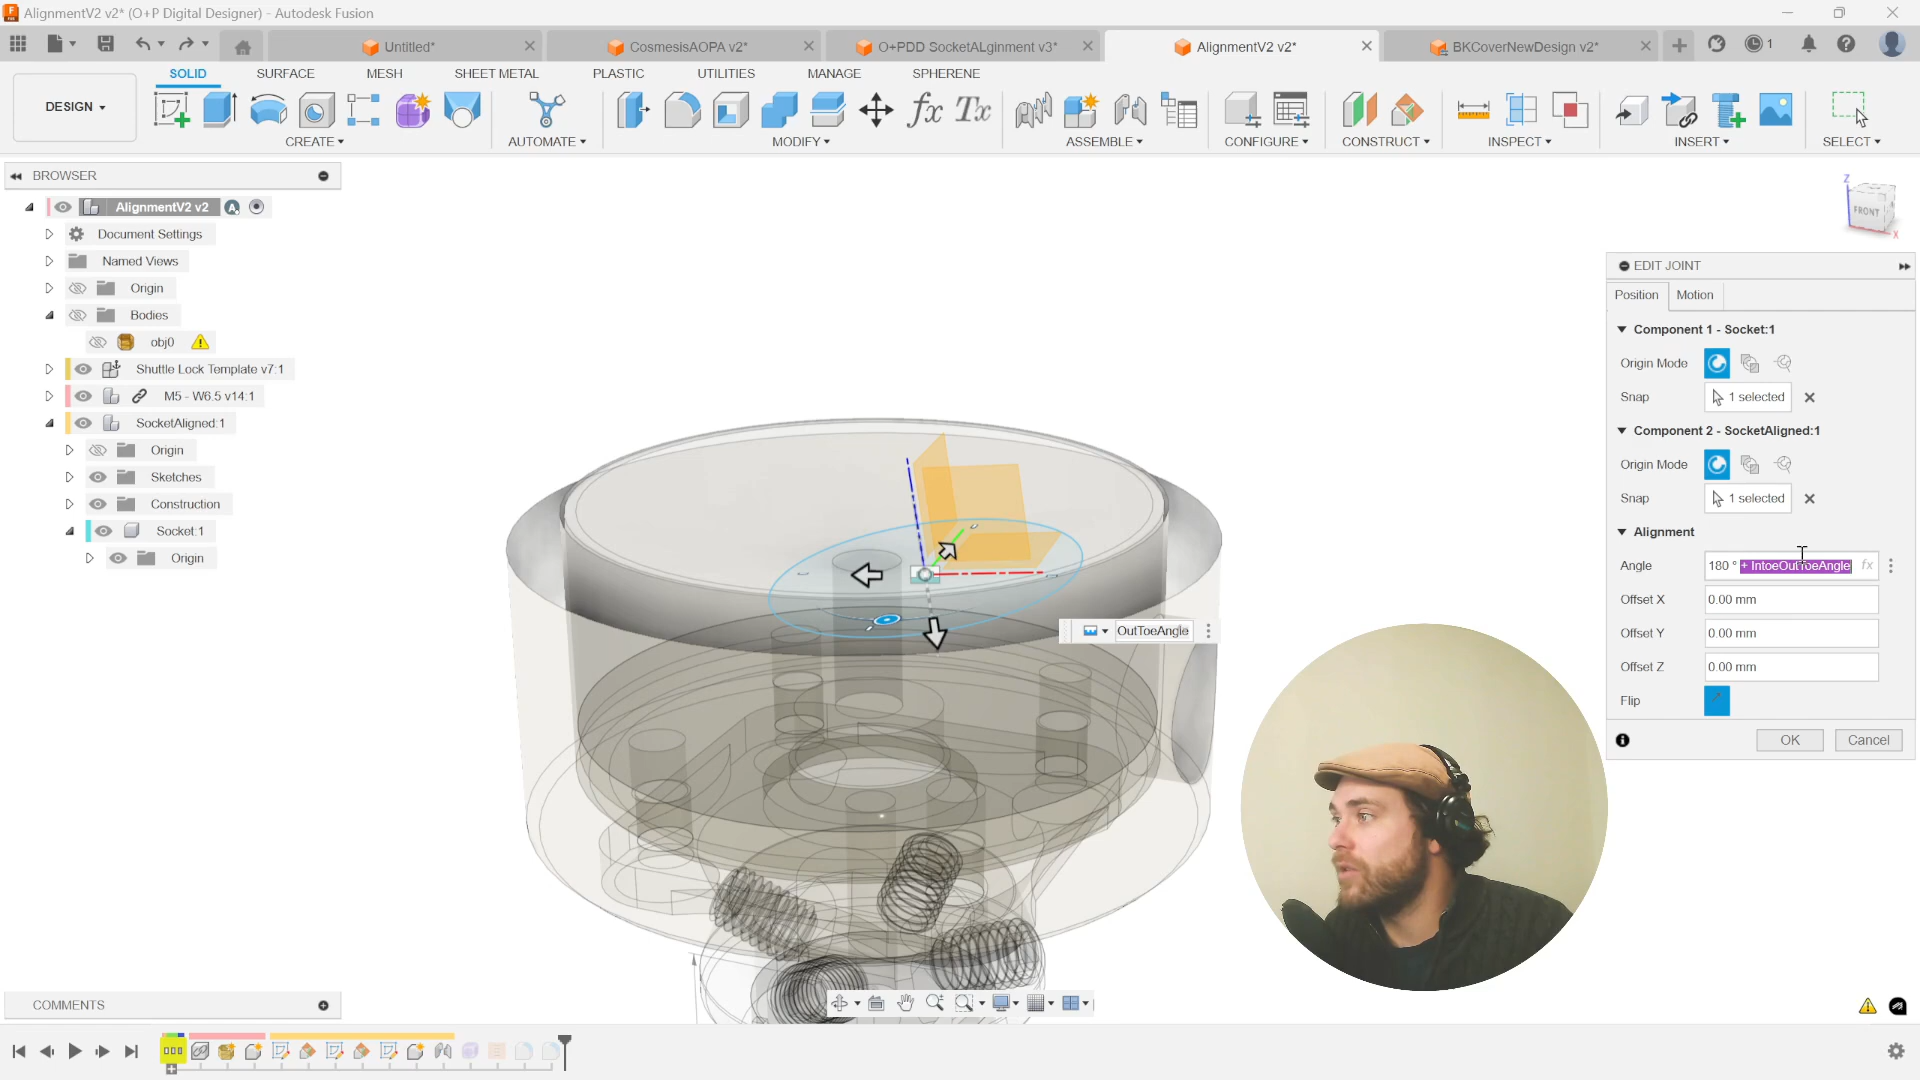 AlignmentV2 v2* (O+P Digital Designer) - Autodesk Fusion
Untitled*
CosmesisAOPA v2*
O+PDD SocketALginment v3*
AlignmentV2 v2*
BKCoverNewDesign v2*
1
SOLID
SURFACE
MESH
SHEET METAL
PLASTIC
UTILITIES
MANAGE
SPHERENE
DESIGN
CREATE
AUTOMATE
MODIFY
ASSEMBLE
CONFIGURE
CONSTRUCT
INSPECT
INSERT
SELECT
BROWSER
AlignmentV2 v2
Document Settings
Named Views
Origin
Bodies
obj0
Shuttle Lock Template v7:1
M5 - W6.5 v14:1
SocketAligned:1
Origin
Sketches
Construction
Socket:1
Origin
Z
FRONT
X
EDIT JOINT
Position
Motion
Component 1 - Socket:1
Origin Mode
Snap
1 selected
Component 2 - SocketAligned:1
Origin Mode
Snap
1 selected
Alignment
Angle
180 ° + IntoeOutToeAngle
fx
Offset X
0.00 mm
Offset Y
0.00 mm
Offset Z
0.00 mm
Flip
OK
Cancel
OutToeAngle
COMMENTS